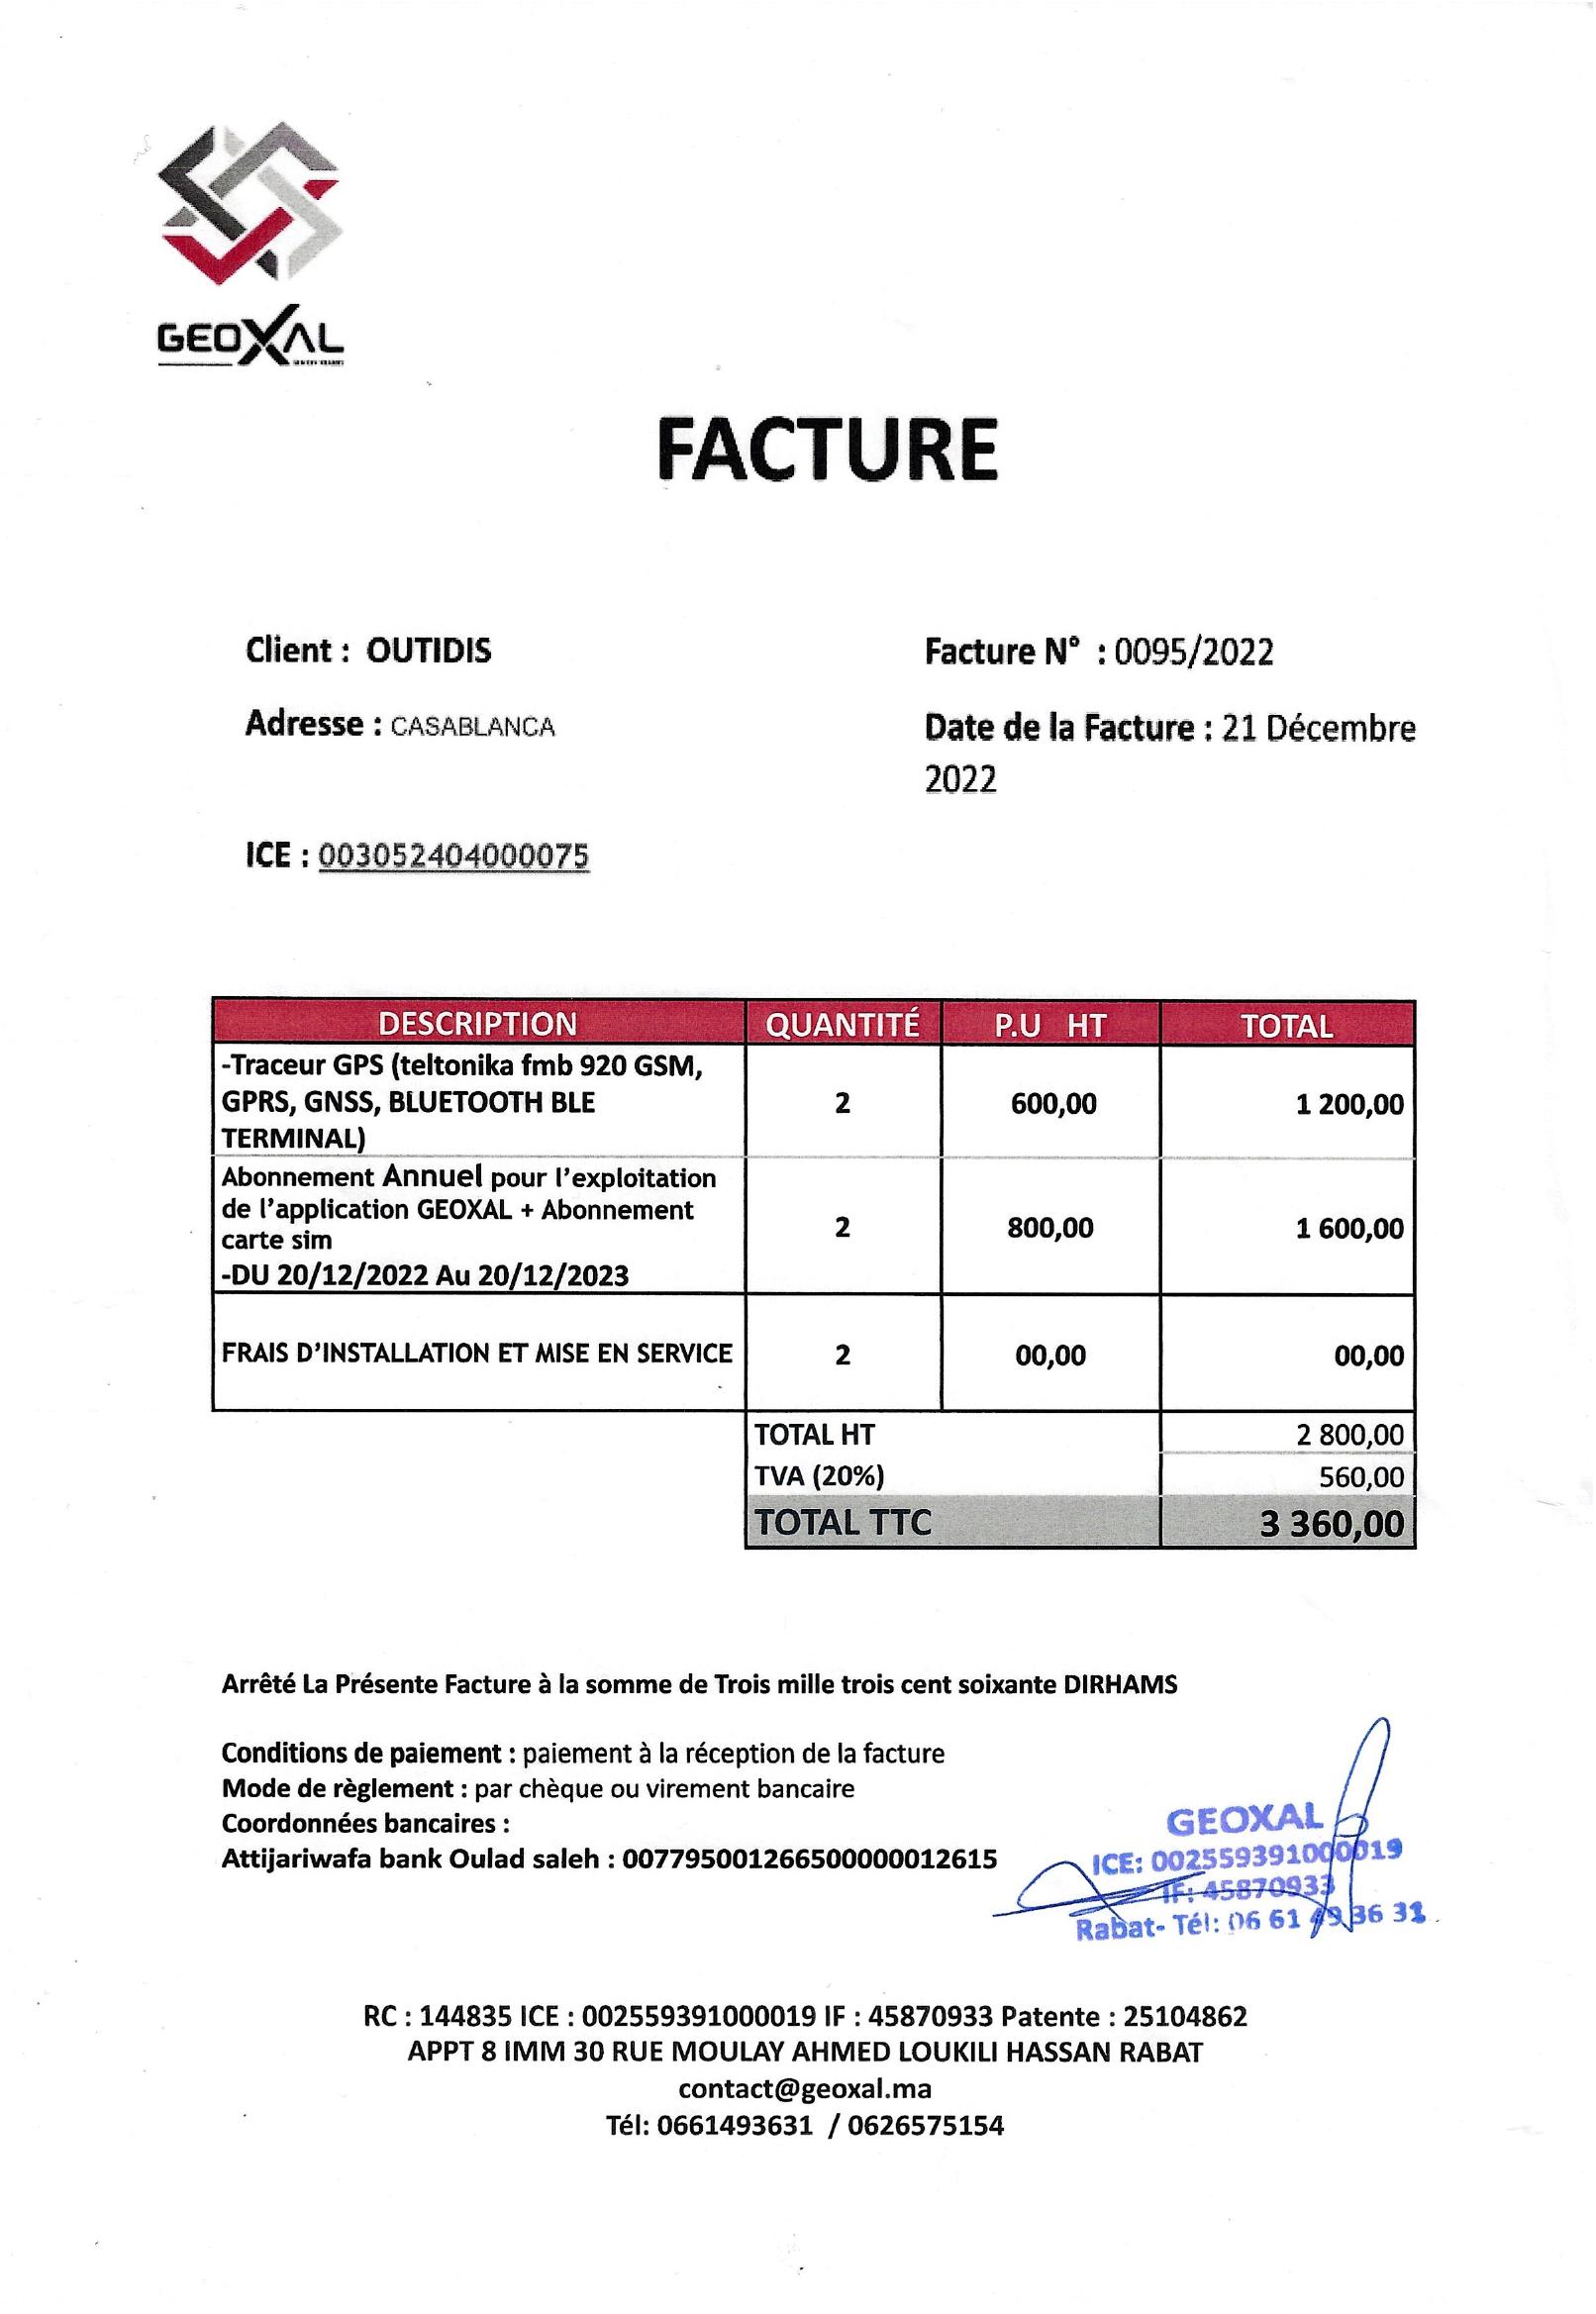 GEOXAL
FACTURE
Client : OUTIDIS
Facture N° : 0095/2022
Adresse : CASABLANCA
Date de la Facture : 21 Décembre
2022
ICE : 003052404000075
DESCRIPTION QUANTITÉ P.U HT TOTAL
-Traceur GPS (teltonika fmb 920 GSM,
GPRS, GNSS, BLUETOOTH BLE
TERMINAL)
2 600,00 1 200,00
Abonnement Annuel pour l'exploitation
de l'application GEOXAL + Abonnement
carte sim
-DU 20/12/2022 Au 20/12/2023
2 800,00 1 600,00
FRAIS D'INSTALLATION ET MISE EN SERVICE 2 00,00 00,00
TOTAL HT 2 800,00
TVA (20%) 560,00
TOTAL TTC 3 360,00
Arrêté La Présente Facture à la somme de Trois mille trois cent soixante DIRHAMS
Conditions de paiement : paiement à la réception de la facture
Mode de règlement : par chèque ou virement bancaire
Coordonnées bancaires :
Attijariwafa bank Oulad saleh : 007795001266500000012615
GEOXAL
ICE: 002559391000019
IF: 45870933
Rabat- Tél: 06 61 49 36 31
RC : 144835 ICE : 002559391000019 IF : 45870933 Patente : 25104862
APPT 8 IMM 30 RUE MOULAY AHMED LOUKILI HASSAN RABAT
contact@geoxal.ma
Tél: 0661493631 / 0626575154